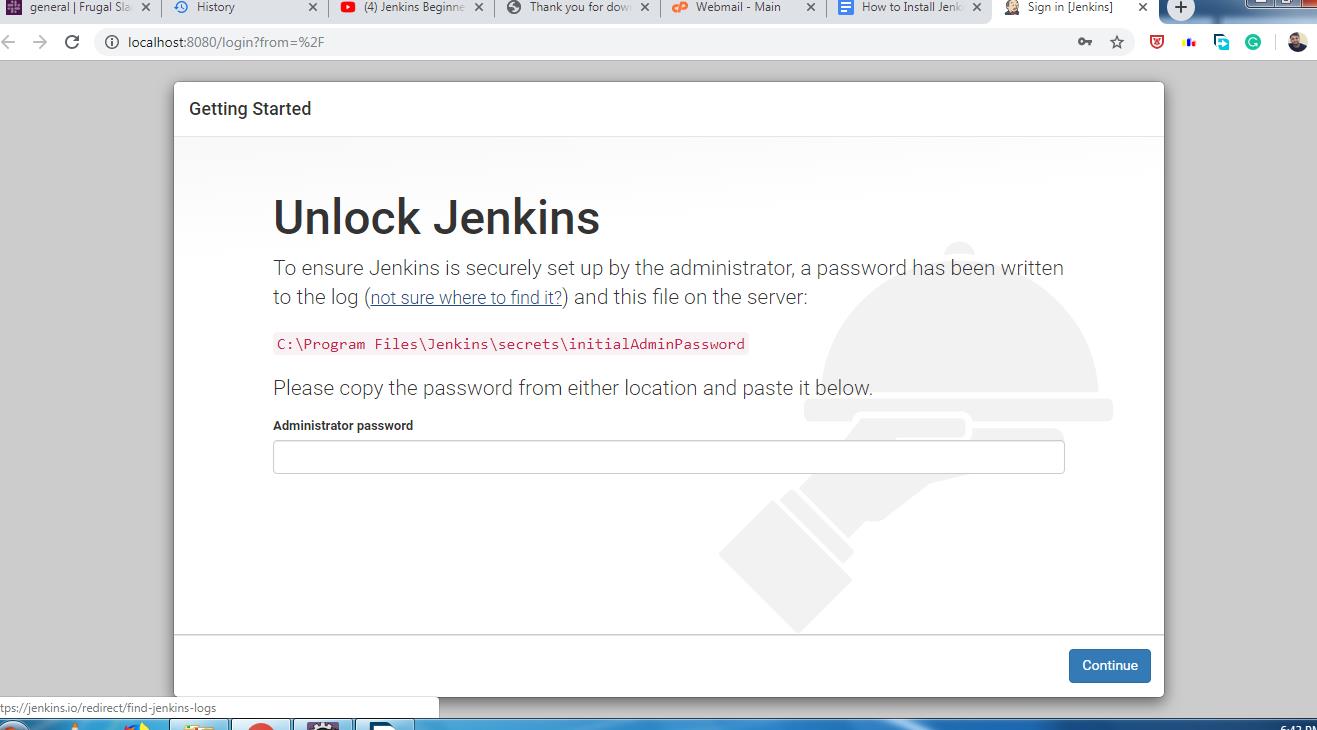 general | Frugal Sla
History
(4) Jenkins Beginne
Thank you for dow
Webmail - Main
How to Install Jenk
Sign in [Jenkins]
localhost:8080/login?from=%2F
Getting Started
Unlock Jenkins
To ensure Jenkins is securely set up by the administrator, a password has been written
to the log (not sure where to find it?) and this file on the server:
C:\Program Files\Jenkins\secrets\initialAdminPassword
Please copy the password from either location and paste it below.
Administrator password
Continue
tps://jenkins.io/redirect/find-jenkins-logs